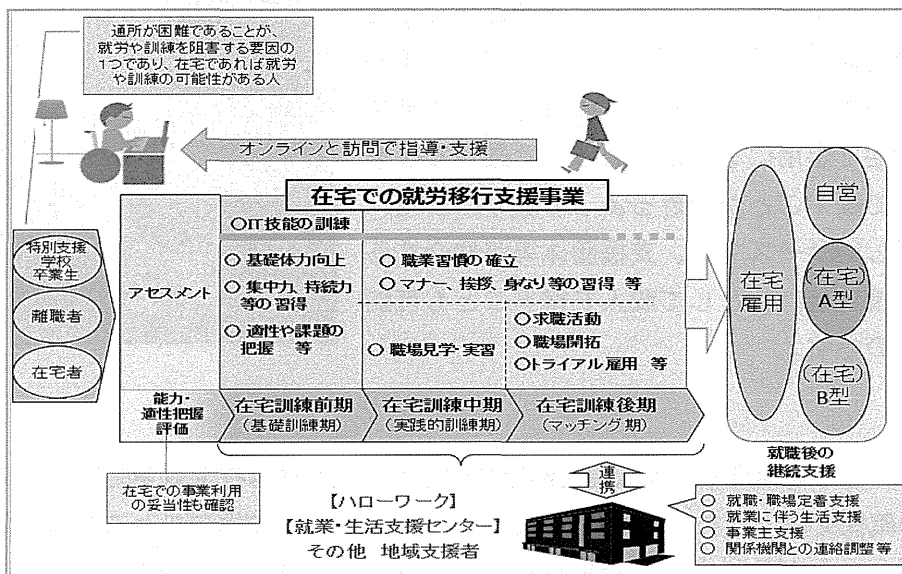 通所が困難であることが、
就労や訓練を阻害する要因の
1つであり、在宅であれば就労
や訓練の可能性がある人
オンラインと訪問で指導・支援
在宅での就労移行支援事業
特別支援
学校
卒業生
離職者
在宅者
アセスメント
能力・
適性把握
評価
○IT技能の訓練
○ 基礎体力向上
○ 集中力、持続力
等の習得
○ 適性や課題の
把握 等
○ 職業習慣の確立
○ マナー、挨拶、身なり等の習得 等
○ 職場見学・実習
○ 求職活動
○ 職場開拓
○トライアル雇用 等
在宅訓練前期
(基礎訓練期)
在宅訓練中期
(実践的訓練期)
在宅訓練後期
(マッチング期)
在宅
雇用
自営
(在宅)
A型
(在宅)
B型
就職後の
継続支援
在宅での事業利用
の妥当性も確認
連携
【ハローワーク】
【就業・生活支援センター】
その他 地域支援者
○ 就職・職場定着支援
○ 就業に伴う生活支援
○ 事業主支援
○ 関係機関との連絡調整等